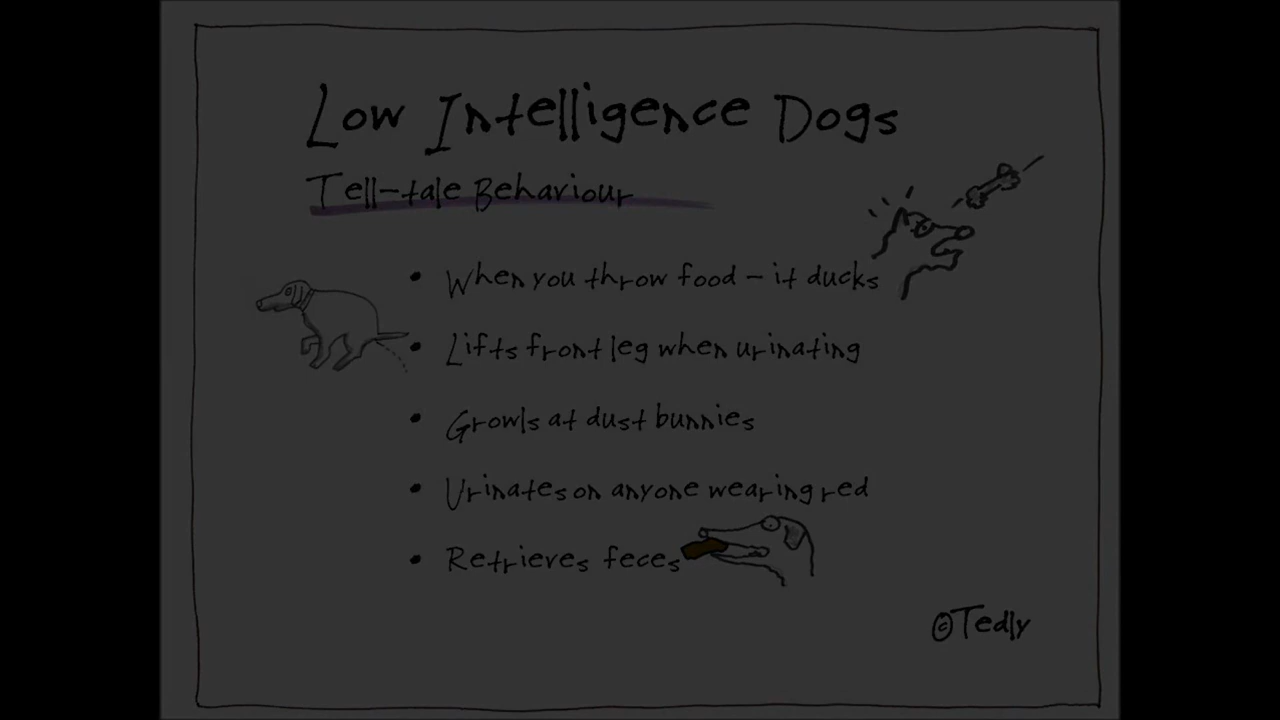 Low Intelligence Dogs
Tell-tale Behaviour
• When you throw food - it ducks
• Lifts front leg when urinating
• Growls at dust bunnies
• Urinates on anyone wearing red
• Retrieves feces
©Tedly